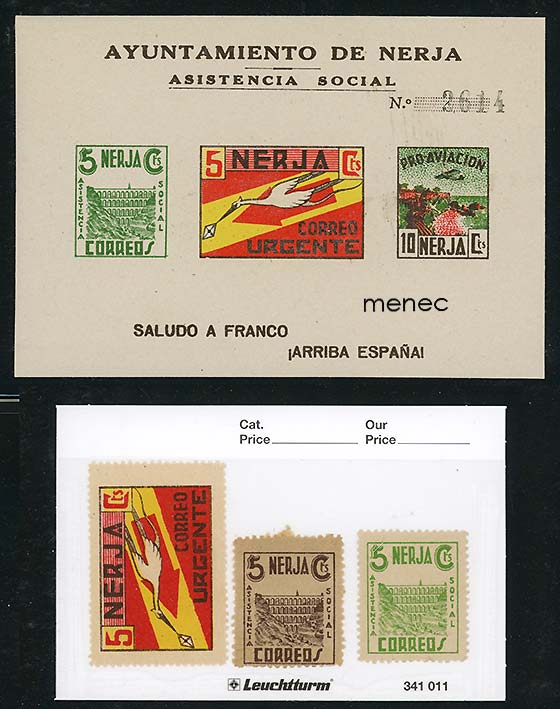 AYUNTAMIENTO DE NERJA
ASISTENCIA SOCIAL
N.º 2614
5 NERJA Cts
ASISTENCIA
SOCIAL
CORREOS
5 NERJA Cts
CORREO
URGENTE
PRO-AVIACION
10 NERJA Cts
menec
SALUDO A FRANCO
¡ARRIBA ESPAÑA!
Cat.
Price
Our
Price
5 NERJA Cts
CORREO
URGENTE
5 NERJA Cts
ASISTENCIA
SOCIAL
CORREOS
5 NERJA Cts
ASISTENCIA
SOCIAL
CORREOS
Leuchtturm®
341 011